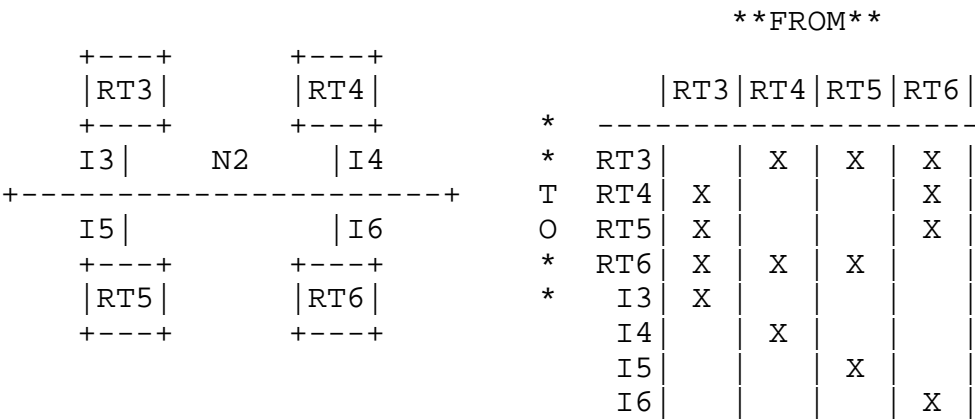 **FROM**
     +---+      +---+
     |RT3|      |RT4|              |RT3|RT4|RT5|RT6|
     +---+      +---+        *  --------------------
     I3|    N2    |I4        *  RT3|   | X | X | X |
 +----------------------+    T  RT4| X |   |   | X |
     I5|          |I6        O  RT5| X |   |   | X |
     +---+      +---+        *  RT6| X | X | X |   |
     |RT5|      |RT6|        *   I3| X |   |   |   |
     +---+      +---+            I4|   | X |   |   |
                                 I5|   |   | X |   |
                                 I6|   |   |   | X |